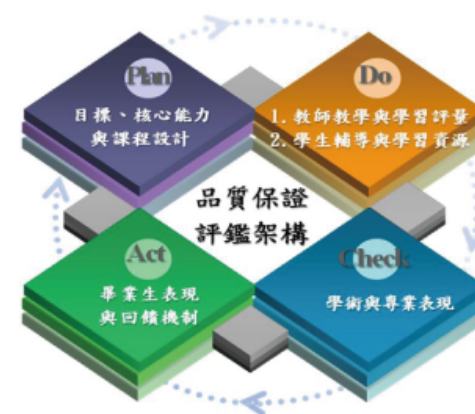 Plan
目標、核心能力
與課程設計
Do
1. 教師教學與學習評量
2. 學生輔導與學習資源
品質保證
評鑑架構
Act
畢業生表現
與回饋機制
Check
學術與專業表現